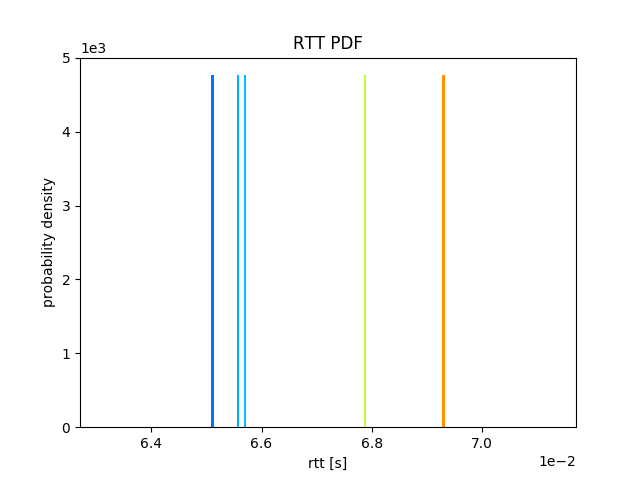 RTT PDF
1e3
5
4
3
2
1
0
probability density
6.4 6.6 6.8 7.0
rtt [s]
1e−2